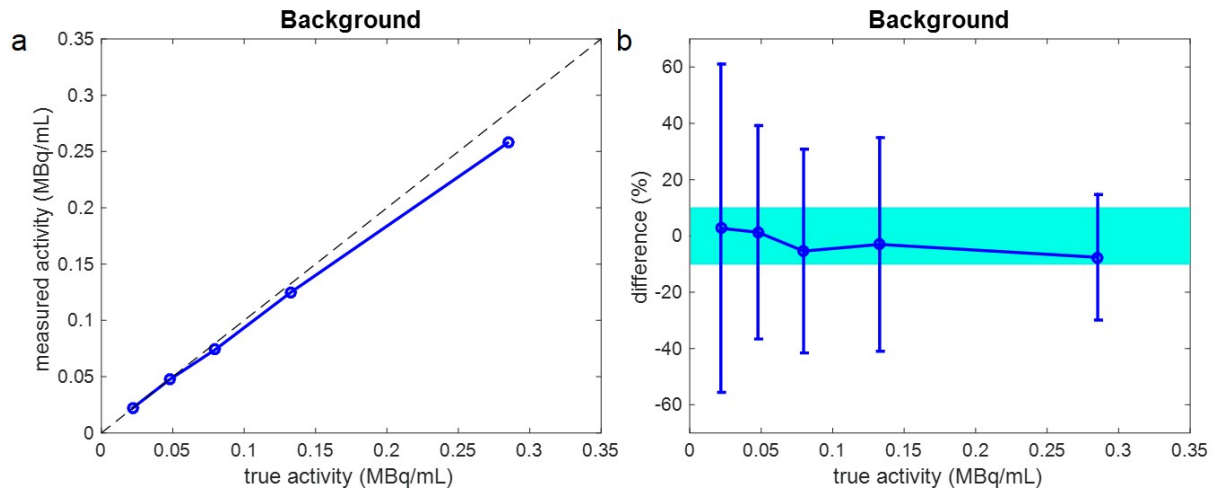 a
Background
0.35
0.3
0.25
0.2
0.15
0.1
0.05
0
measured activity (MBq/mL)
0 0.05 0.1 0.15 0.2 0.25 0.3 0.35
true activity (MBq/mL)
b
Background
60
40
20
0
-20
-40
-60
difference (%)
0 0.05 0.1 0.15 0.2 0.25 0.3 0.35
true activity (MBq/mL)